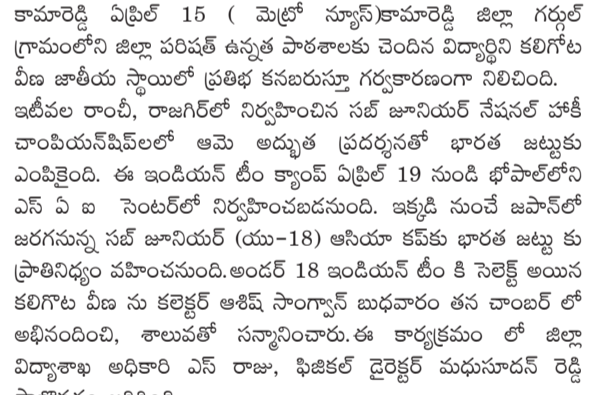 కామారెడ్డి ఏప్రిల్ 15 ( మెట్రో న్యూస్)కామారెడ్డి జిల్లా గర్గుల్
గ్రామంలోని జిల్లా పరిషత్ ఉన్నత పాఠశాలకు చెందిన విద్యార్థిని కలిగోట
వీణ జాతీయ స్థాయిలో ప్రతిభ కనబరుస్తూ గర్వకారణంగా నిలిచింది.
ఇటీవల రాంచీ, రాజగిర్‌లో నిర్వహించిన సబ్ జూనియర్ నేషనల్ హాకీ
చాంపియన్‌షిప్‌లలో ఆమె అద్భుత ప్రదర్శనతో భారత జట్టుకు
ఎంపికైంది. ఈ ఇండియన్ టీం క్యాంప్ ఏప్రిల్ 19 నుండి భోపాల్‌లోని
ఎస్ ఏ ఐ సెంటర్‌లో నిర్వహించబడనుంది. ఇక్కడి నుంచే జపాన్‌లో
జరగనున్న సబ్ జూనియర్ (యు-18) ఆసియా కప్‌కు భారత జట్టు కు
ప్రాతినిధ్యం వహించనుంది.అండర్ 18 ఇండియన్ టీం కి సెలెక్ట్ అయిన
కలిగొట వీణ ను కలెక్టర్ ఆశిష్ సాంగ్వాన్ బుధవారం తన చాంబర్ లో
అభినందించి, శాలువతో సన్మానించారు.ఈ కార్యక్రమం లో జిల్లా
విద్యాశాఖ అధికారి ఎస్ రాజు, ఫిజికల్ డైరెక్టర్ మధుసూదన్ రెడ్డి